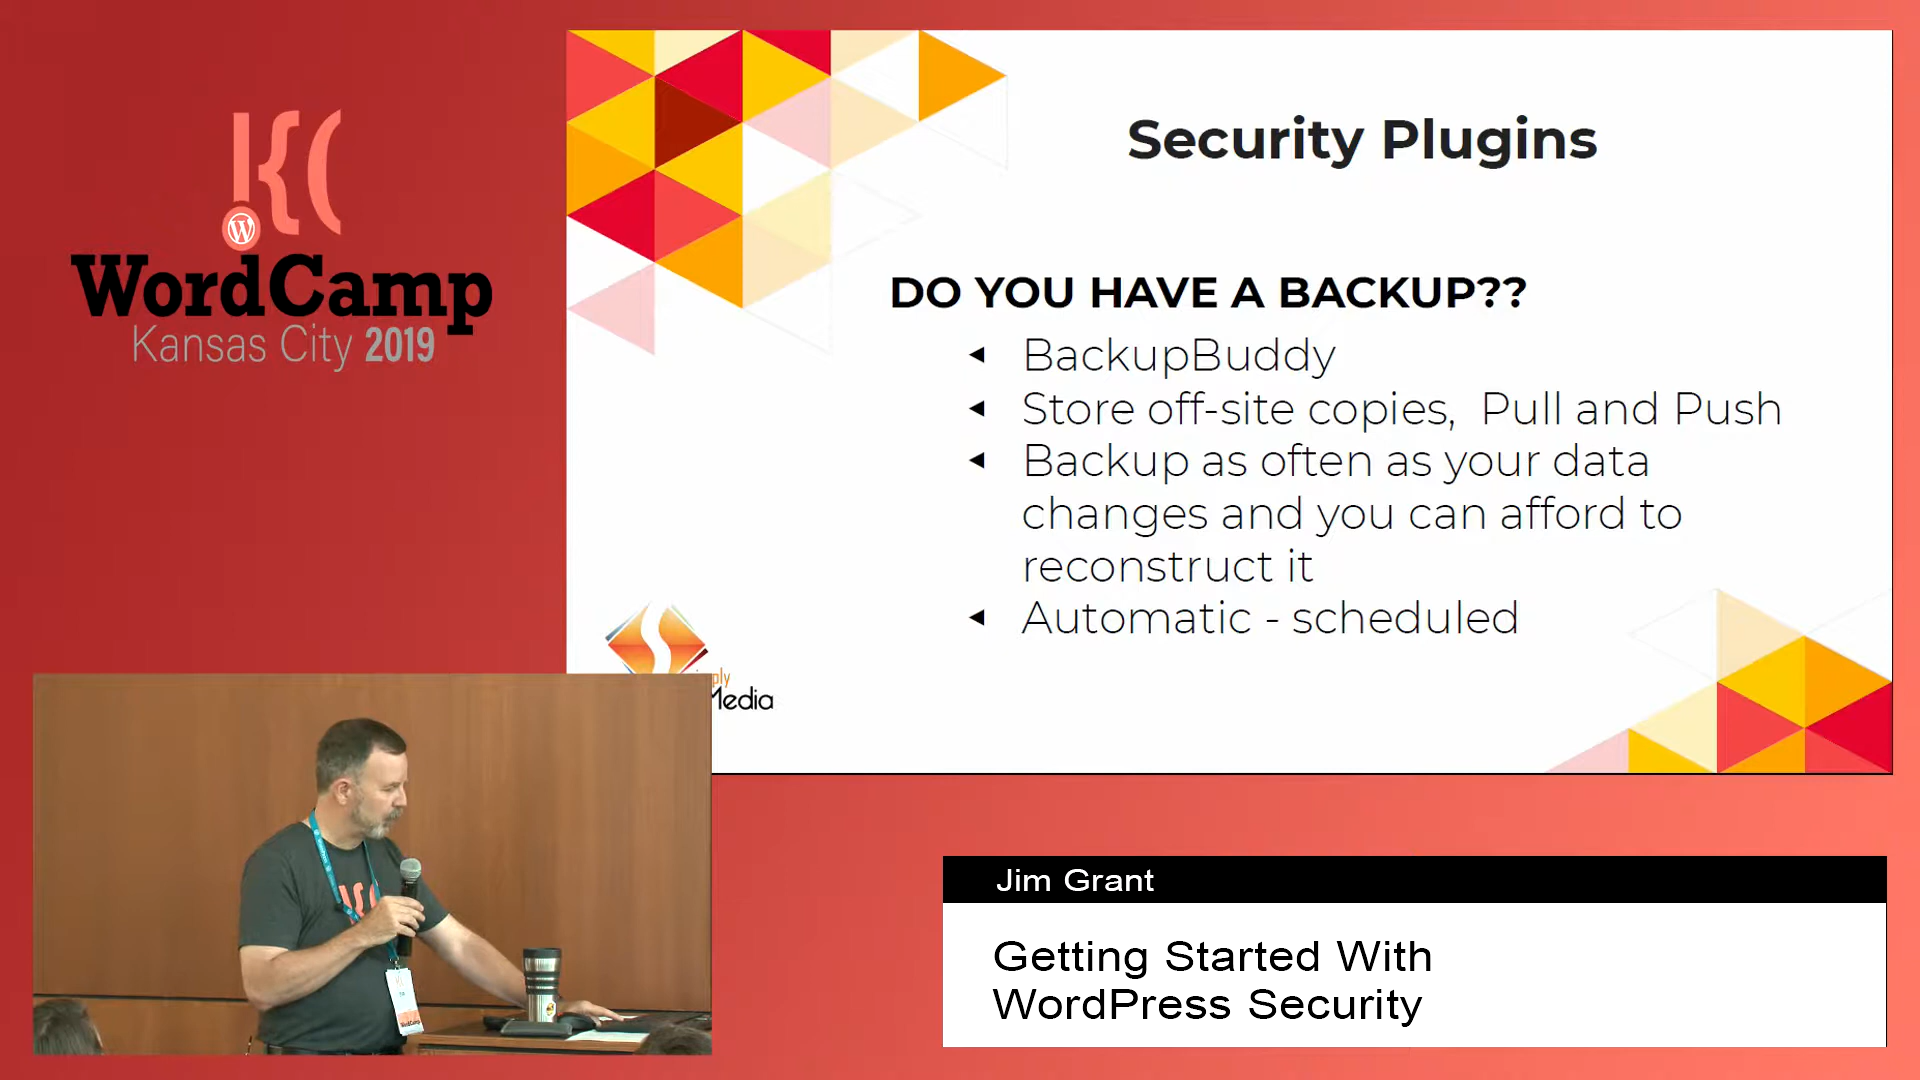 WordCamp
Kansas City 2019
Security Plugins
DO YOU HAVE A BACKUP??
BackupBuddy
Store off-site copies, Pull and Push
Backup as often as your data
changes and you can afford to
reconstruct it
Automatic - scheduled
Media
WordCamp
Jim Grant
Getting Started With
WordPress Security